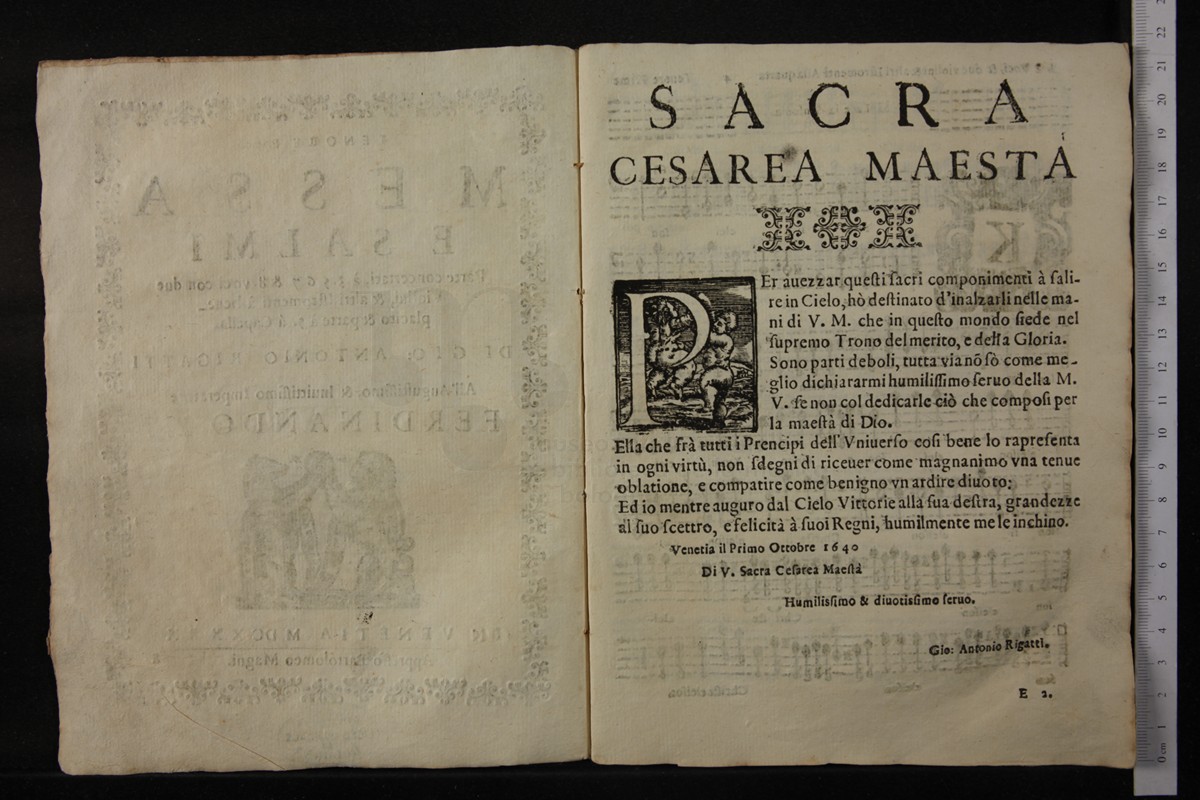 SACRA
CESAREA MAESTÀ
PEr auezzar questi sacri componimenti à sali-
re in Cielo, hò destinato d'inalzarli nelle ma-
ni di V. M. che in questo mondo siede nel
supremo Trono del merito, e della Gloria.
Sono parti deboli, tutta via nõ sò come me-
glio dichiararmi humilissimo seruo della M.
V. se non col dedicarle ciò che composi per
la maestà di Dio.
Ella che frà tutti i Prencipi dell' Vniuerso così bene lo rapresenta
in ogni virtù, non sdegni di riceuer come magnanimo vna tenue
oblatione, e compatire come benigno vn ardire diuoto:
Ed io mentre auguro dal Cielo Vittorie alla sua destra, grandezze
al suo scettro, e felicità à suoi Regni, humilmente me le inchino.
Venetia il Primo Ottobre 1640
Di V. Sacra Cesarea Maestà
Humilissimo & diuotissimo seruo.
Gio: Antonio Rigatti.
E 2.